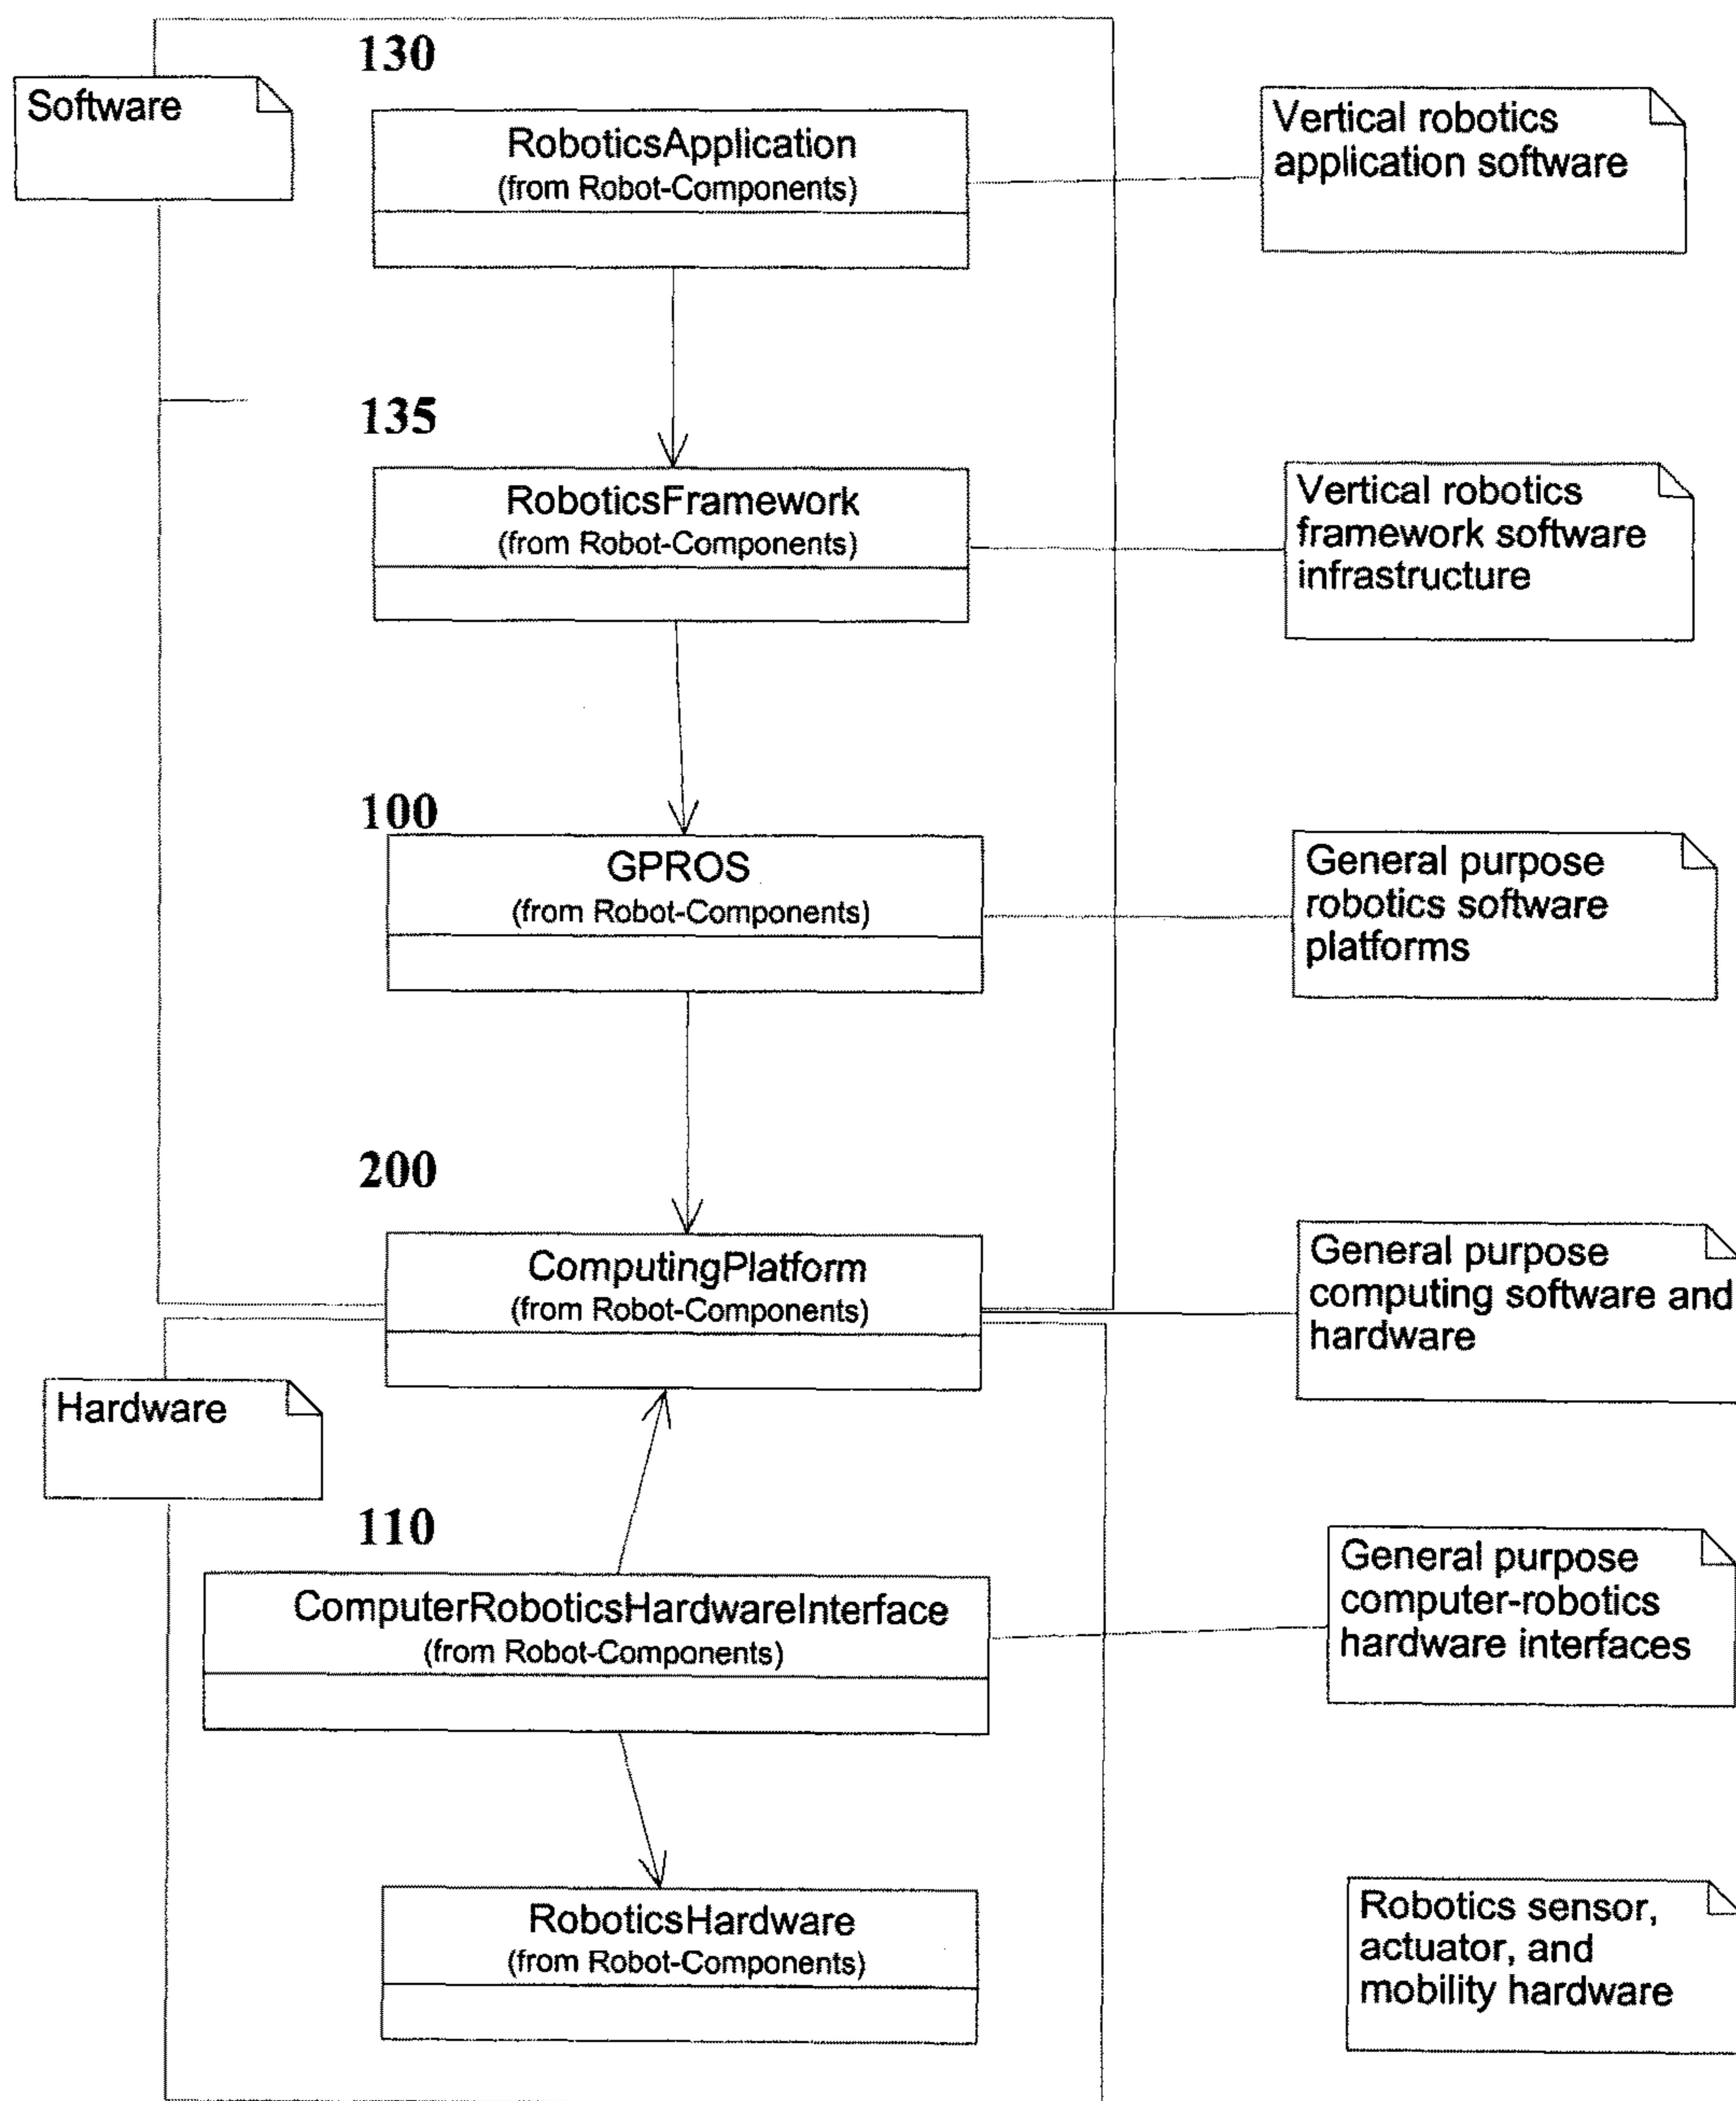 130
Software
RoboticsApplication
(from Robot-Components)
Vertical robotics
application software
135
RoboticsFramework
(from Robot-Components)
Vertical robotics
framework software
infrastructure
100
GPROS
(from Robot-Components)
General purpose
robotics software
platforms
200
ComputingPlatform
(from Robot-Components)
General purpose
computing software and
hardware
Hardware
110
ComputerRoboticsHardwareInterface
(from Robot-Components)
General purpose
computer-robotics
hardware interfaces
RoboticsHardware
(from Robot-Components)
Robotics sensor,
actuator, and
mobility hardware